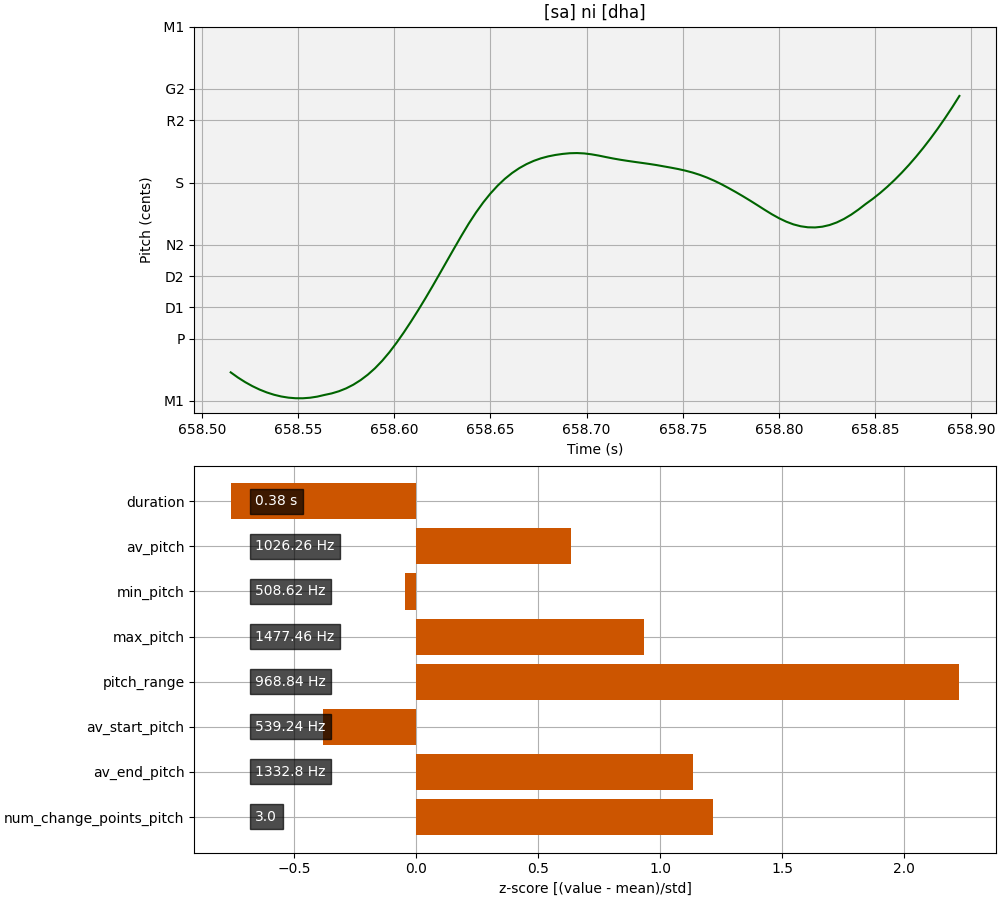 [sa] ni [dha]
M1
G2
R2
S
N2
D2
D1
P
M1
Pitch (cents)
658.50 658.55 658.60 658.65 658.70 658.75 658.80 658.85 658.90
Time (s)
duration 0.38 s
av_pitch 1026.26 Hz
min_pitch 508.62 Hz
max_pitch 1477.46 Hz
pitch_range 968.84 Hz
av_start_pitch 539.24 Hz
av_end_pitch 1332.8 Hz
num_change_points_pitch 3.0
−0.5 0.0 0.5 1.0 1.5 2.0
z-score [(value - mean)/std]